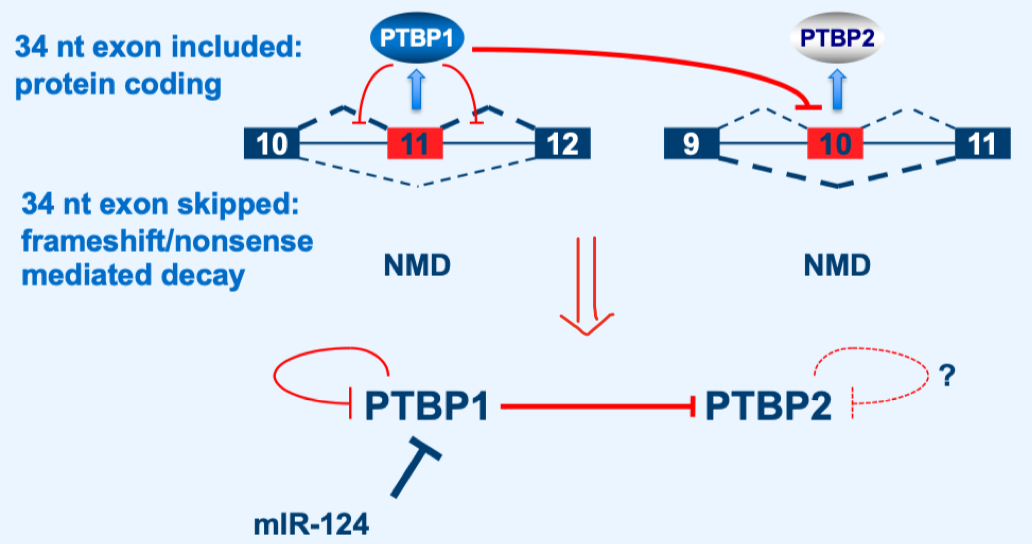 34 nt exon included:
protein coding
PTBP1
PTBP2
10
11
12
9
10
11
34 nt exon skipped:
frameshift/nonsense
mediated decay
NMD
NMD
PTBP1
PTBP2
?
mIR-124